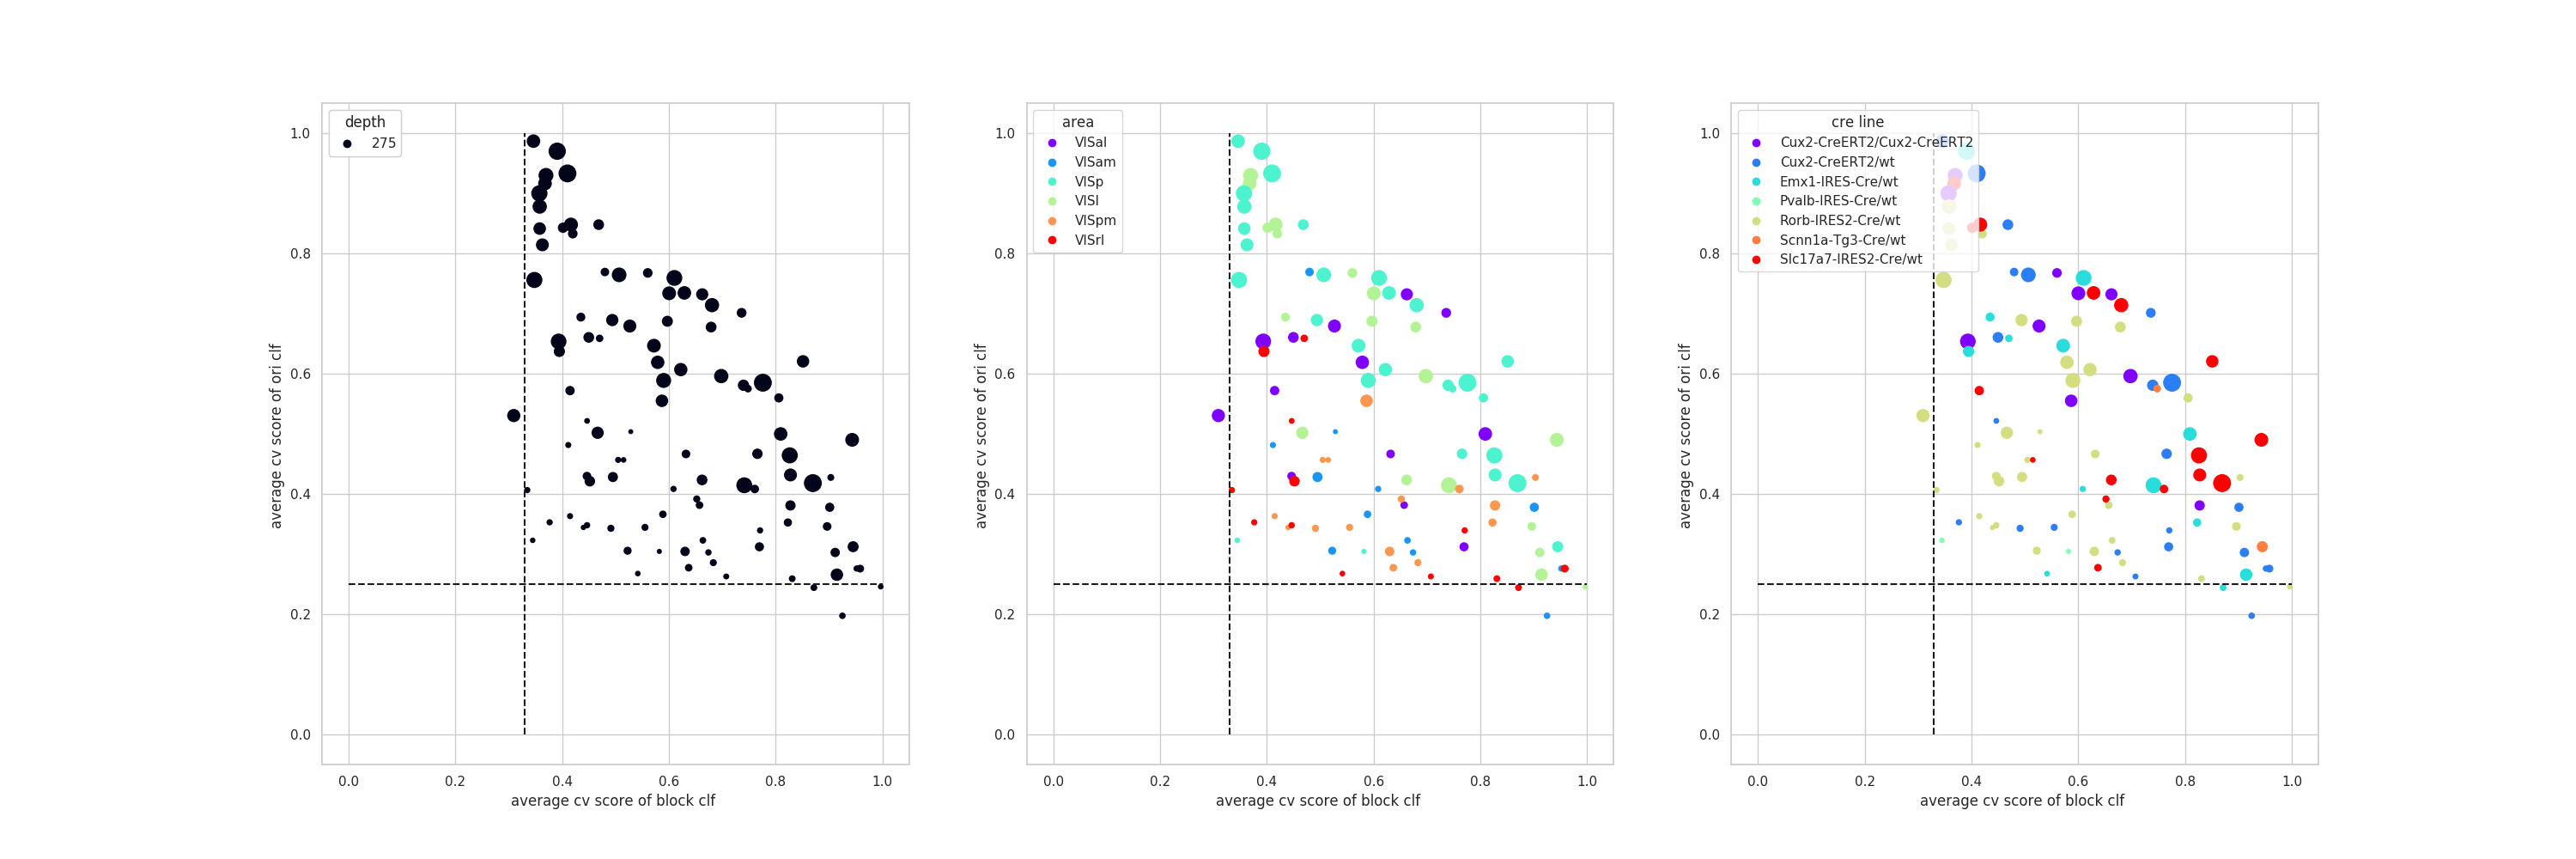 depth
275
1.0
0.8
0.6
0.4
0.2
0.0
average cv score of ori clf
0.0 0.2 0.4 0.6 0.8 1.0
average cv score of block clf
area
VISal
VISam
VISp
VISl
VISpm
VISrl
1.0
0.8
0.6
0.4
0.2
0.0
average cv score of ori clf
0.0 0.2 0.4 0.6 0.8 1.0
average cv score of block clf
cre line
Cux2-CreERT2/Cux2-CreERT2
Cux2-CreERT2/wt
Emx1-IRES-Cre/wt
Pvalb-IRES-Cre/wt
Rorb-IRES2-Cre/wt
Scnn1a-Tg3-Cre/wt
Slc17a7-IRES2-Cre/wt
1.0
0.8
0.6
0.4
0.2
0.0
average cv score of ori clf
0.0 0.2 0.4 0.6 0.8 1.0
average cv score of block clf